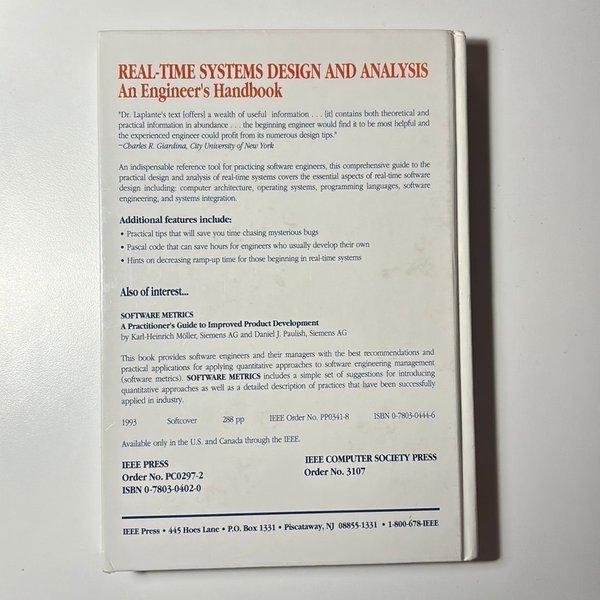 REAL-TIME SYSTEMS DESIGN AND ANALYSIS
An Engineer's Handbook
"Dr. Laplante's text [offers] a wealth of useful information . . . [it] contains both theoretical and
practical information in abundance . . . the beginning engineer would find it to be most helpful and
the experienced engineer could profit from its numerous design tips."
–Charles R. Giardina, City University of New York
An indispensable reference tool for practicing software engineers, this comprehensive guide to the
practical design and analysis of real-time systems covers the essential aspects of real-time software
design including: computer architecture, operating systems, programming languages, software
engineering, and systems integration.
Additional features include:
• Practical tips that will save you time chasing mysterious bugs
• Pascal code that can save hours for engineers who usually develop their own
• Hints on decreasing ramp-up time for those beginning in real-time systems
Also of interest...
SOFTWARE METRICS
A Practitioner's Guide to Improved Product Development
by Karl-Heinrich Möller, Siemens AG and Daniel J. Paulish, Siemens AG
This book provides software engineers and their managers with the best recommendations and
practical applications for applying quantitative approaches to software engineering management
(software metrics). SOFTWARE METRICS includes a simple set of suggestions for introducing
quantitative approaches as well as a detailed description of practices that have been successfully
applied in industry.
1993 Softcover 288 pp IEEE Order No. PP0341-8 ISBN 0-7803-0444-6
Available only in the U.S. and Canada through the IEEE.
IEEE PRESS IEEE COMPUTER SOCIETY PRESS
Order No. PC0297-2 Order No. 3107
ISBN 0-7803-0402-0
IEEE Press • 445 Hoes Lane • P.O. Box 1331 • Piscataway, NJ 08855-1331 • 1-800-678-IEEE